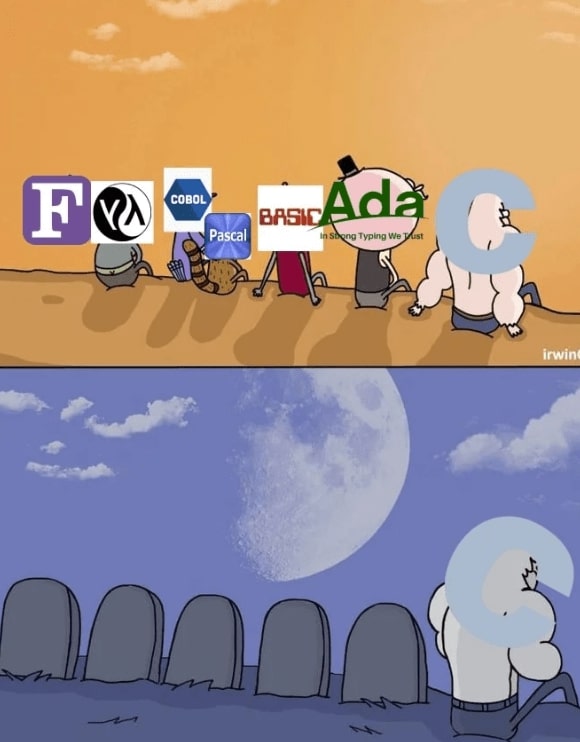 F
COBOL
Pascal
BASIC
Ada
In Strong Typing We Trust
C
irwin
C